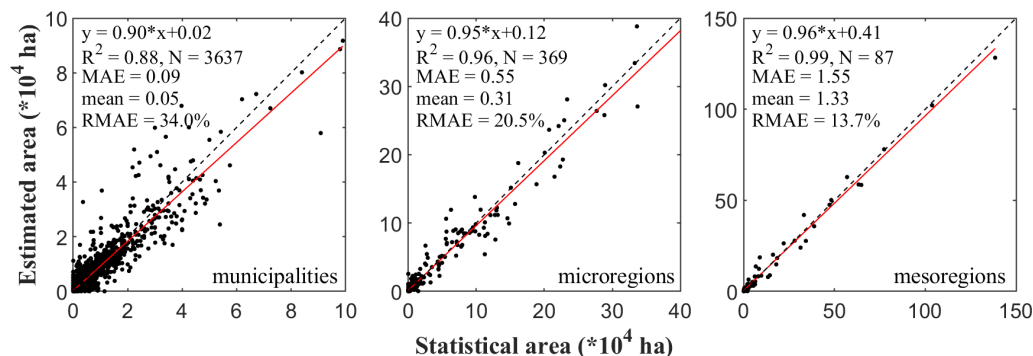 y = 0.90*x+0.02
R² = 0.88, N = 3637
MAE = 0.09
mean = 0.05
RMAE = 34.0%
municipalities
10
8
6
4
2
0
0
2
4
6
8
10
y = 0.95*x+0.12
R² = 0.96, N = 369
MAE = 0.55
mean = 0.31
RMAE = 20.5%
microregions
40
30
20
10
0
0
10
20
30
40
y = 0.96*x+0.41
R² = 0.99, N = 87
MAE = 1.55
mean = 1.33
RMAE = 13.7%
mesoregions
150
100
50
0
0
50
100
150
Estimated area (*10⁴ ha)
Statistical area (*10⁴ ha)